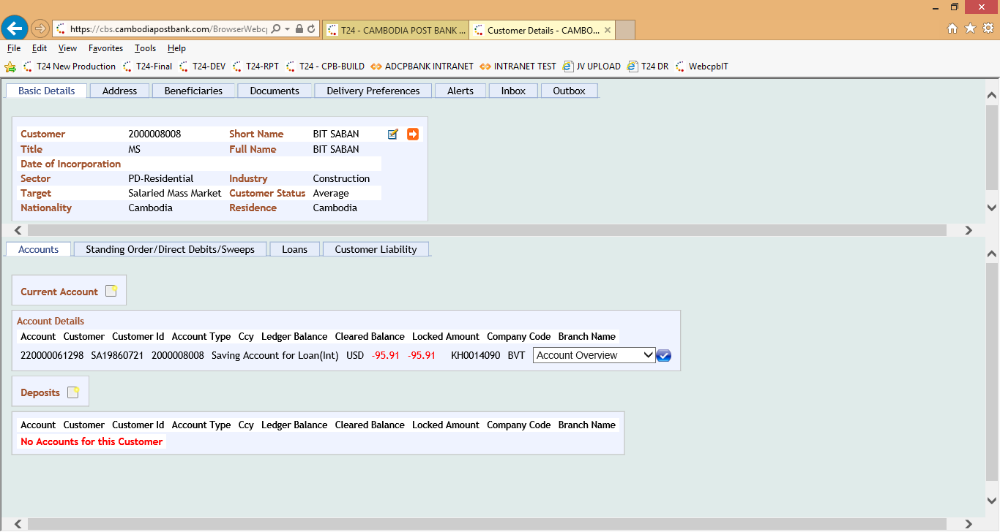 https://cbs.cambodiapostbank.com/BrowserWebcp
T24 - CAMBODIA POST BANK ...
Customer Details - CAMBO...
File Edit View Favorites Tools Help
T24 New Production T24-Final T24-DEV T24-RPT T24 - CPB-BUILD ADCPBANK INTRANET INTRANET TEST JV UPLOAD T24 DR WebcpbIT
Basic Details Address Beneficiaries Documents Delivery Preferences Alerts Inbox Outbox
Customer 2000008008 Short Name BIT SABAN
Title MS Full Name BIT SABAN
Date of Incorporation
Sector PD-Residential Industry Construction
Target Salaried Mass Market Customer Status Average
Nationality Cambodia Residence Cambodia
Accounts Standing Order/Direct Debits/Sweeps Loans Customer Liability
Current Account
Account Details
Account Customer Customer Id Account Type Ccy Ledger Balance Cleared Balance Locked Amount Company Code Branch Name
220000061298 SA19860721 2000008008 Saving Account for Loan(Int) USD -95.91 -95.91 KH0014090 BVT Account Overview
Deposits
Account Customer Customer Id Account Type Ccy Ledger Balance Cleared Balance Locked Amount Company Code Branch Name
No Accounts for this Customer